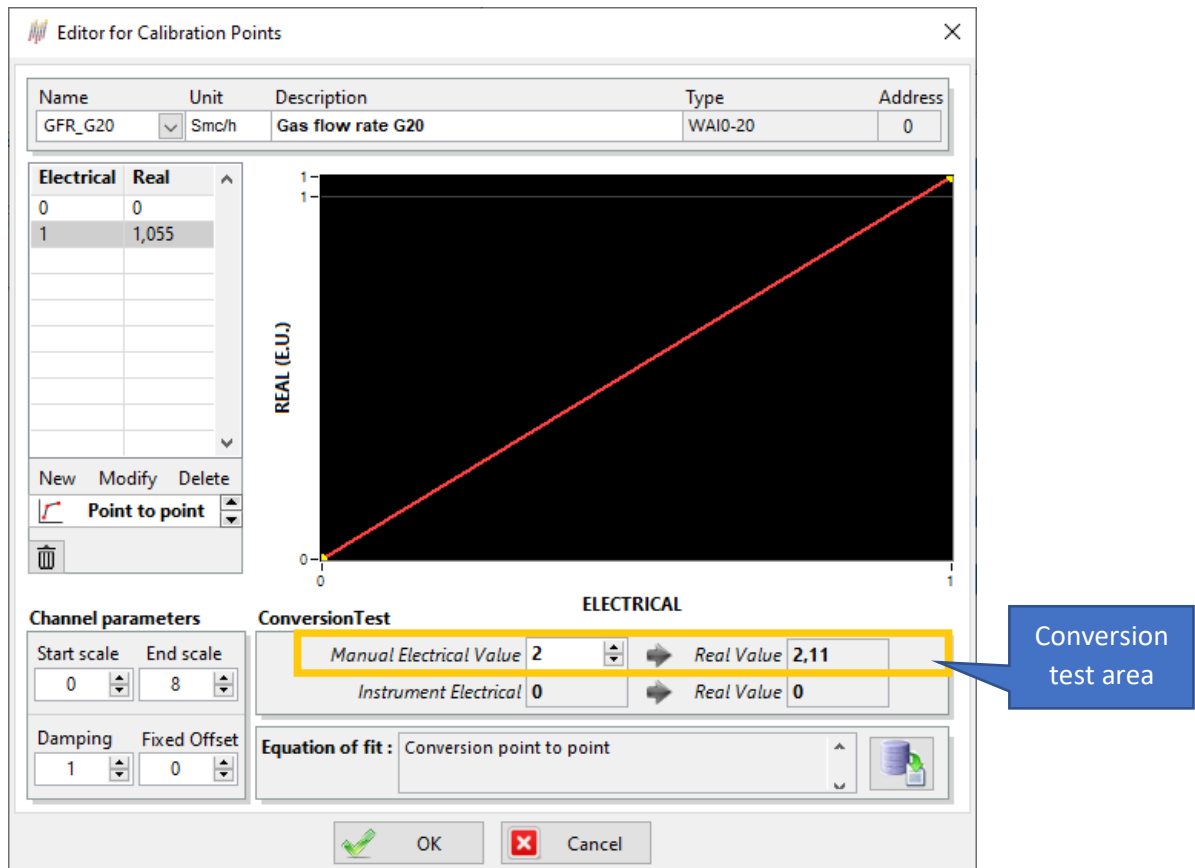 Editor for Calibration Points
Name Unit Description Type Address
GFR_G20 Smc/h Gas flow rate G20 WAI0-20 0
Electrical Real
0 0
1 1,055
New Modify Delete
Point to point
1
1
REAL (E.U.)
0
0 1
ELECTRICAL
Channel parameters
Start scale End scale
0 8
Damping Fixed Offset
1 0
ConversionTest
Manual Electrical Value 2 Real Value 2,11
Instrument Electrical 0 Real Value 0
Equation of fit : Conversion point to point
Conversion
test area
OK Cancel